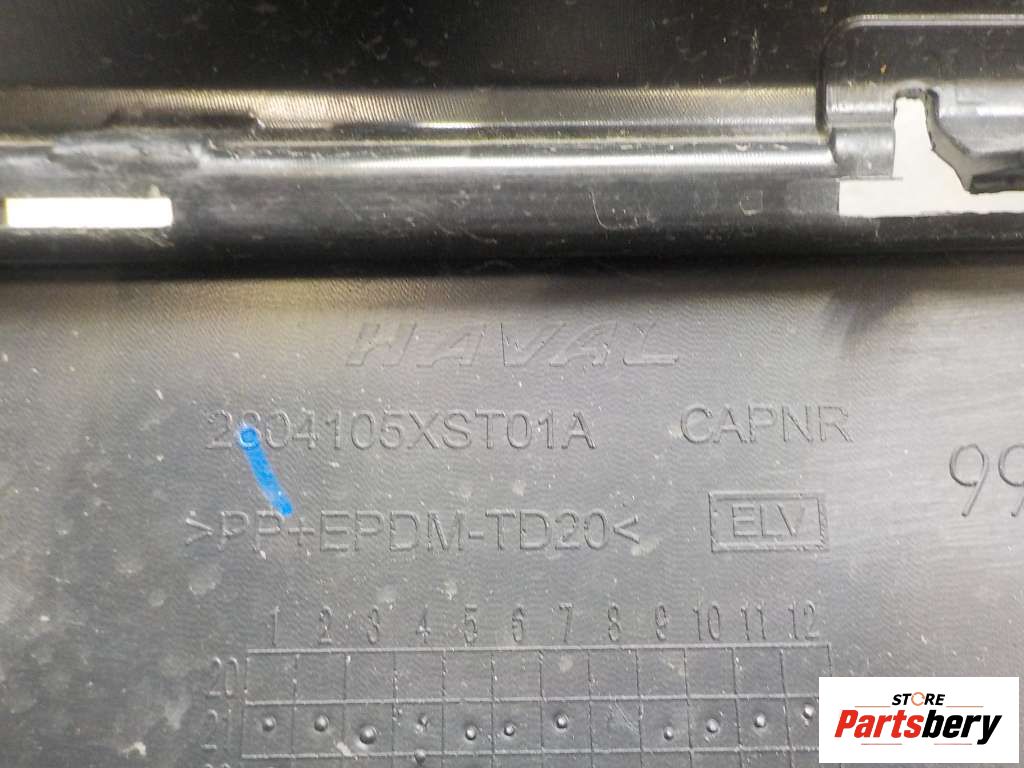 HAVAL
2804105XST01A CAPNR
99
>PP+EPDM-TD20< ELV
1 2 3 4 5 6 7 8 9 10 11 12
20
21
STORE
Partsbery